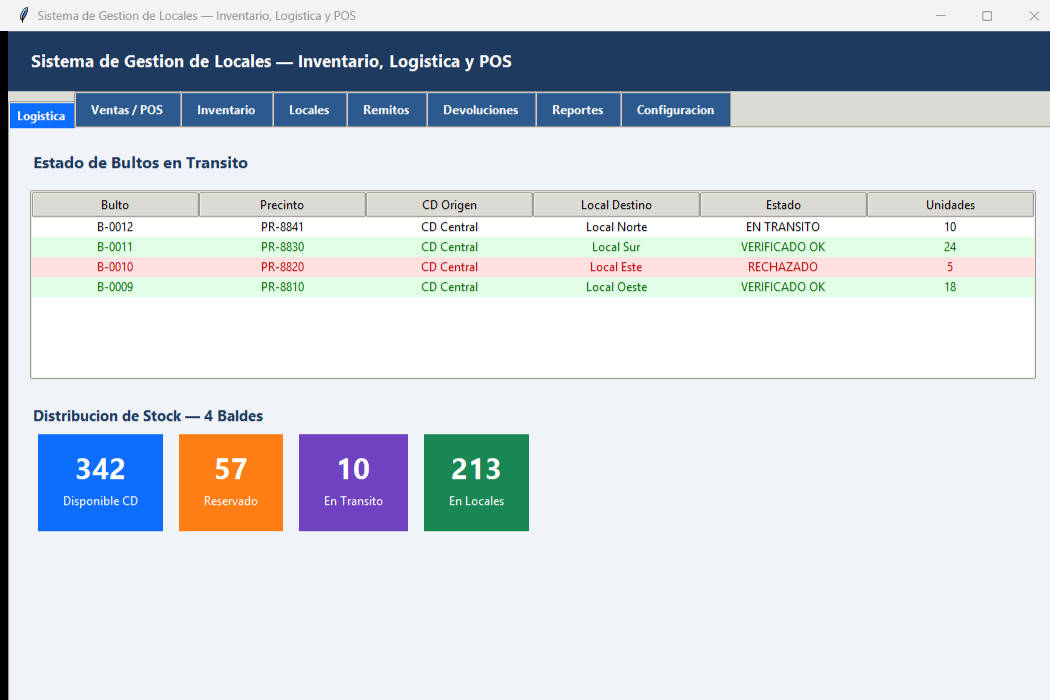 Sistema de Gestion de Locales — Inventario, Logistica y POS
Sistema de Gestion de Locales — Inventario, Logistica y POS
Logistica Ventas / POS Inventario Locales Remitos Devoluciones Reportes Configuracion
Estado de Bultos en Transito
Bulto Precinto CD Origen Local Destino Estado Unidades
B-0012 PR-8841 CD Central Local Norte EN TRANSITO 10
B-0011 PR-8830 CD Central Local Sur VERIFICADO OK 24
B-0010 PR-8820 CD Central Local Este RECHAZADO 5
B-0009 PR-8810 CD Central Local Oeste VERIFICADO OK 18
Distribucion de Stock — 4 Baldes
342 57 10 213
Disponible CD Reservado En Transito En Locales